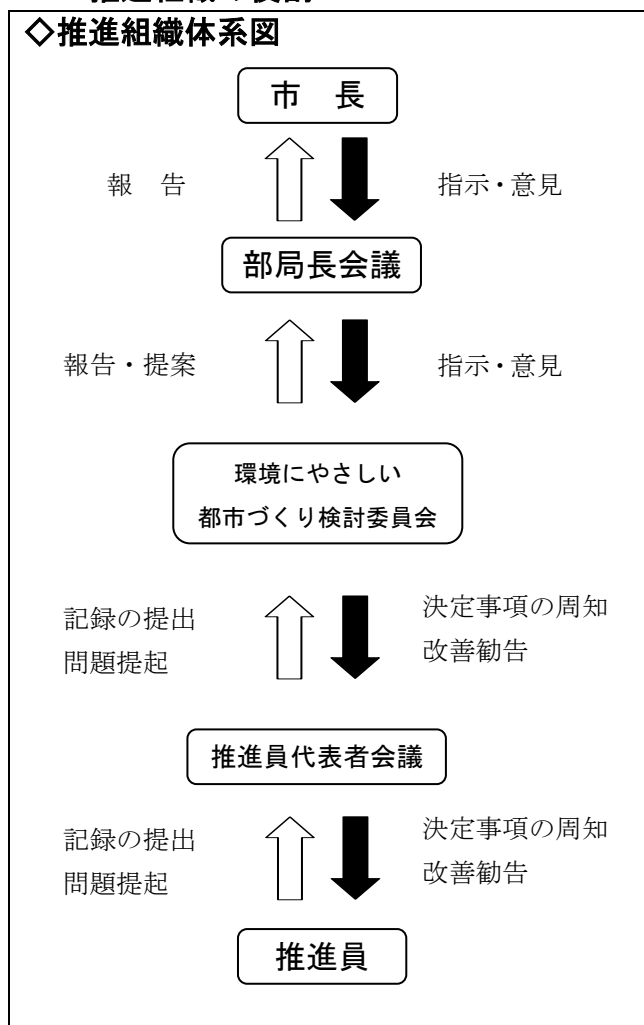 ◇推進組織体系図
市　長
報　告
指示・意見
部局長会議
報告・提案
指示・意見
環境にやさしい
都市づくり検討委員会
記録の提出
問題提起
決定事項の周知
改善勧告
推進員代表者会議
記録の提出
問題提起
決定事項の周知
改善勧告
推進員